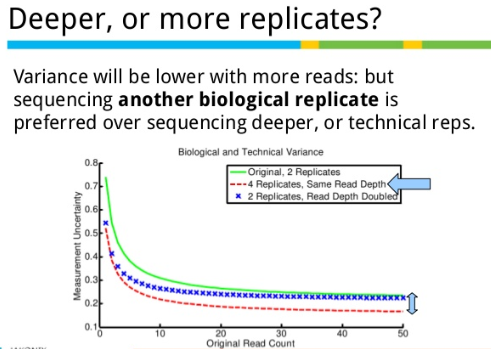 Deeper, or more replicates?
Variance will be lower with more reads: but
sequencing another biological replicate is
preferred over sequencing deeper, or technical reps.
Biological and Technical Variance
Original, 2 Replicates
4 Replicates, Same Read Depth
2 Replicates, Read Depth Doubled
Measurement Uncertainty
0.8
0.7
0.6
0.5
0.4
0.3
0.2
0.1
0
10
20
30
40
50
Original Read Count